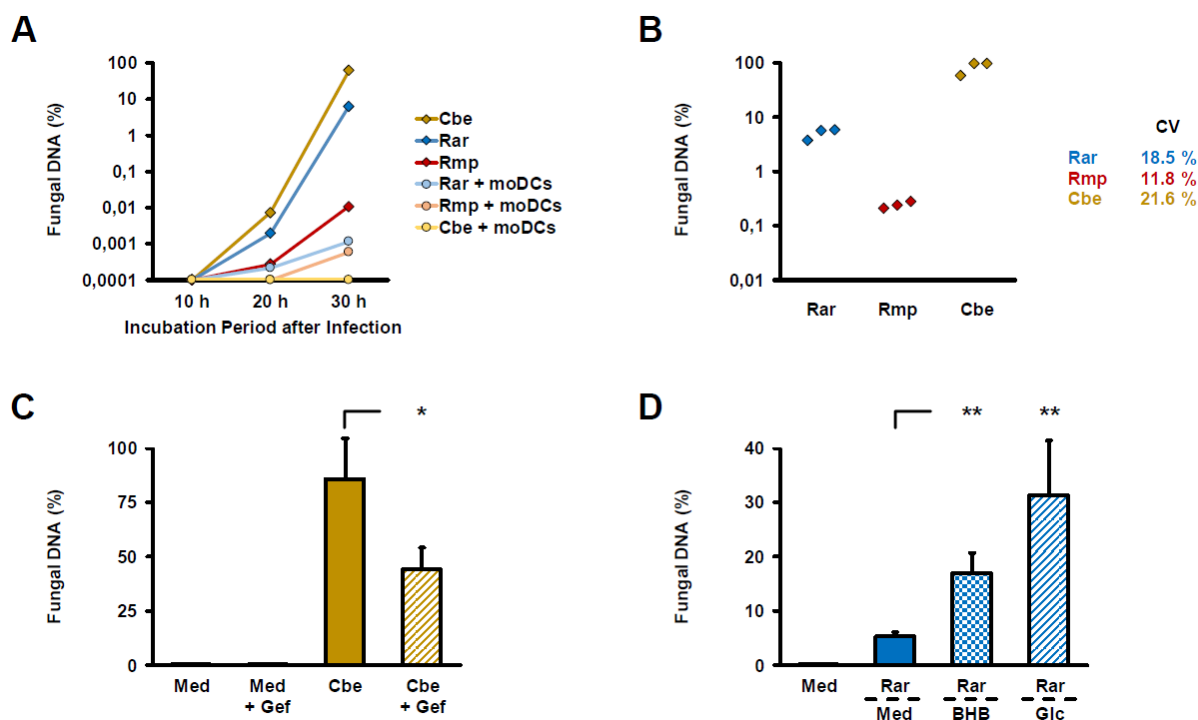 A
Fungal DNA (%)
100
10
1
0,1
0,01
0,001
0,0001
10 h 20 h 30 h
Incubation Period after Infection
Cbe
Rar
Rmp
Rar + moDCs
Rmp + moDCs
Cbe + moDCs
B
Fungal DNA (%)
100
10
1
0,1
0,01
Rar Rmp Cbe
CV
Rar 18.5 %
Rmp 11.8 %
Cbe 21.6 %
C
*
Fungal DNA (%)
100
75
50
25
0
Med Med Cbe Cbe
+ Gef + Gef
D
** **
Fungal DNA (%)
40
30
20
10
0
Med Rar Rar Rar
Med BHB Glc